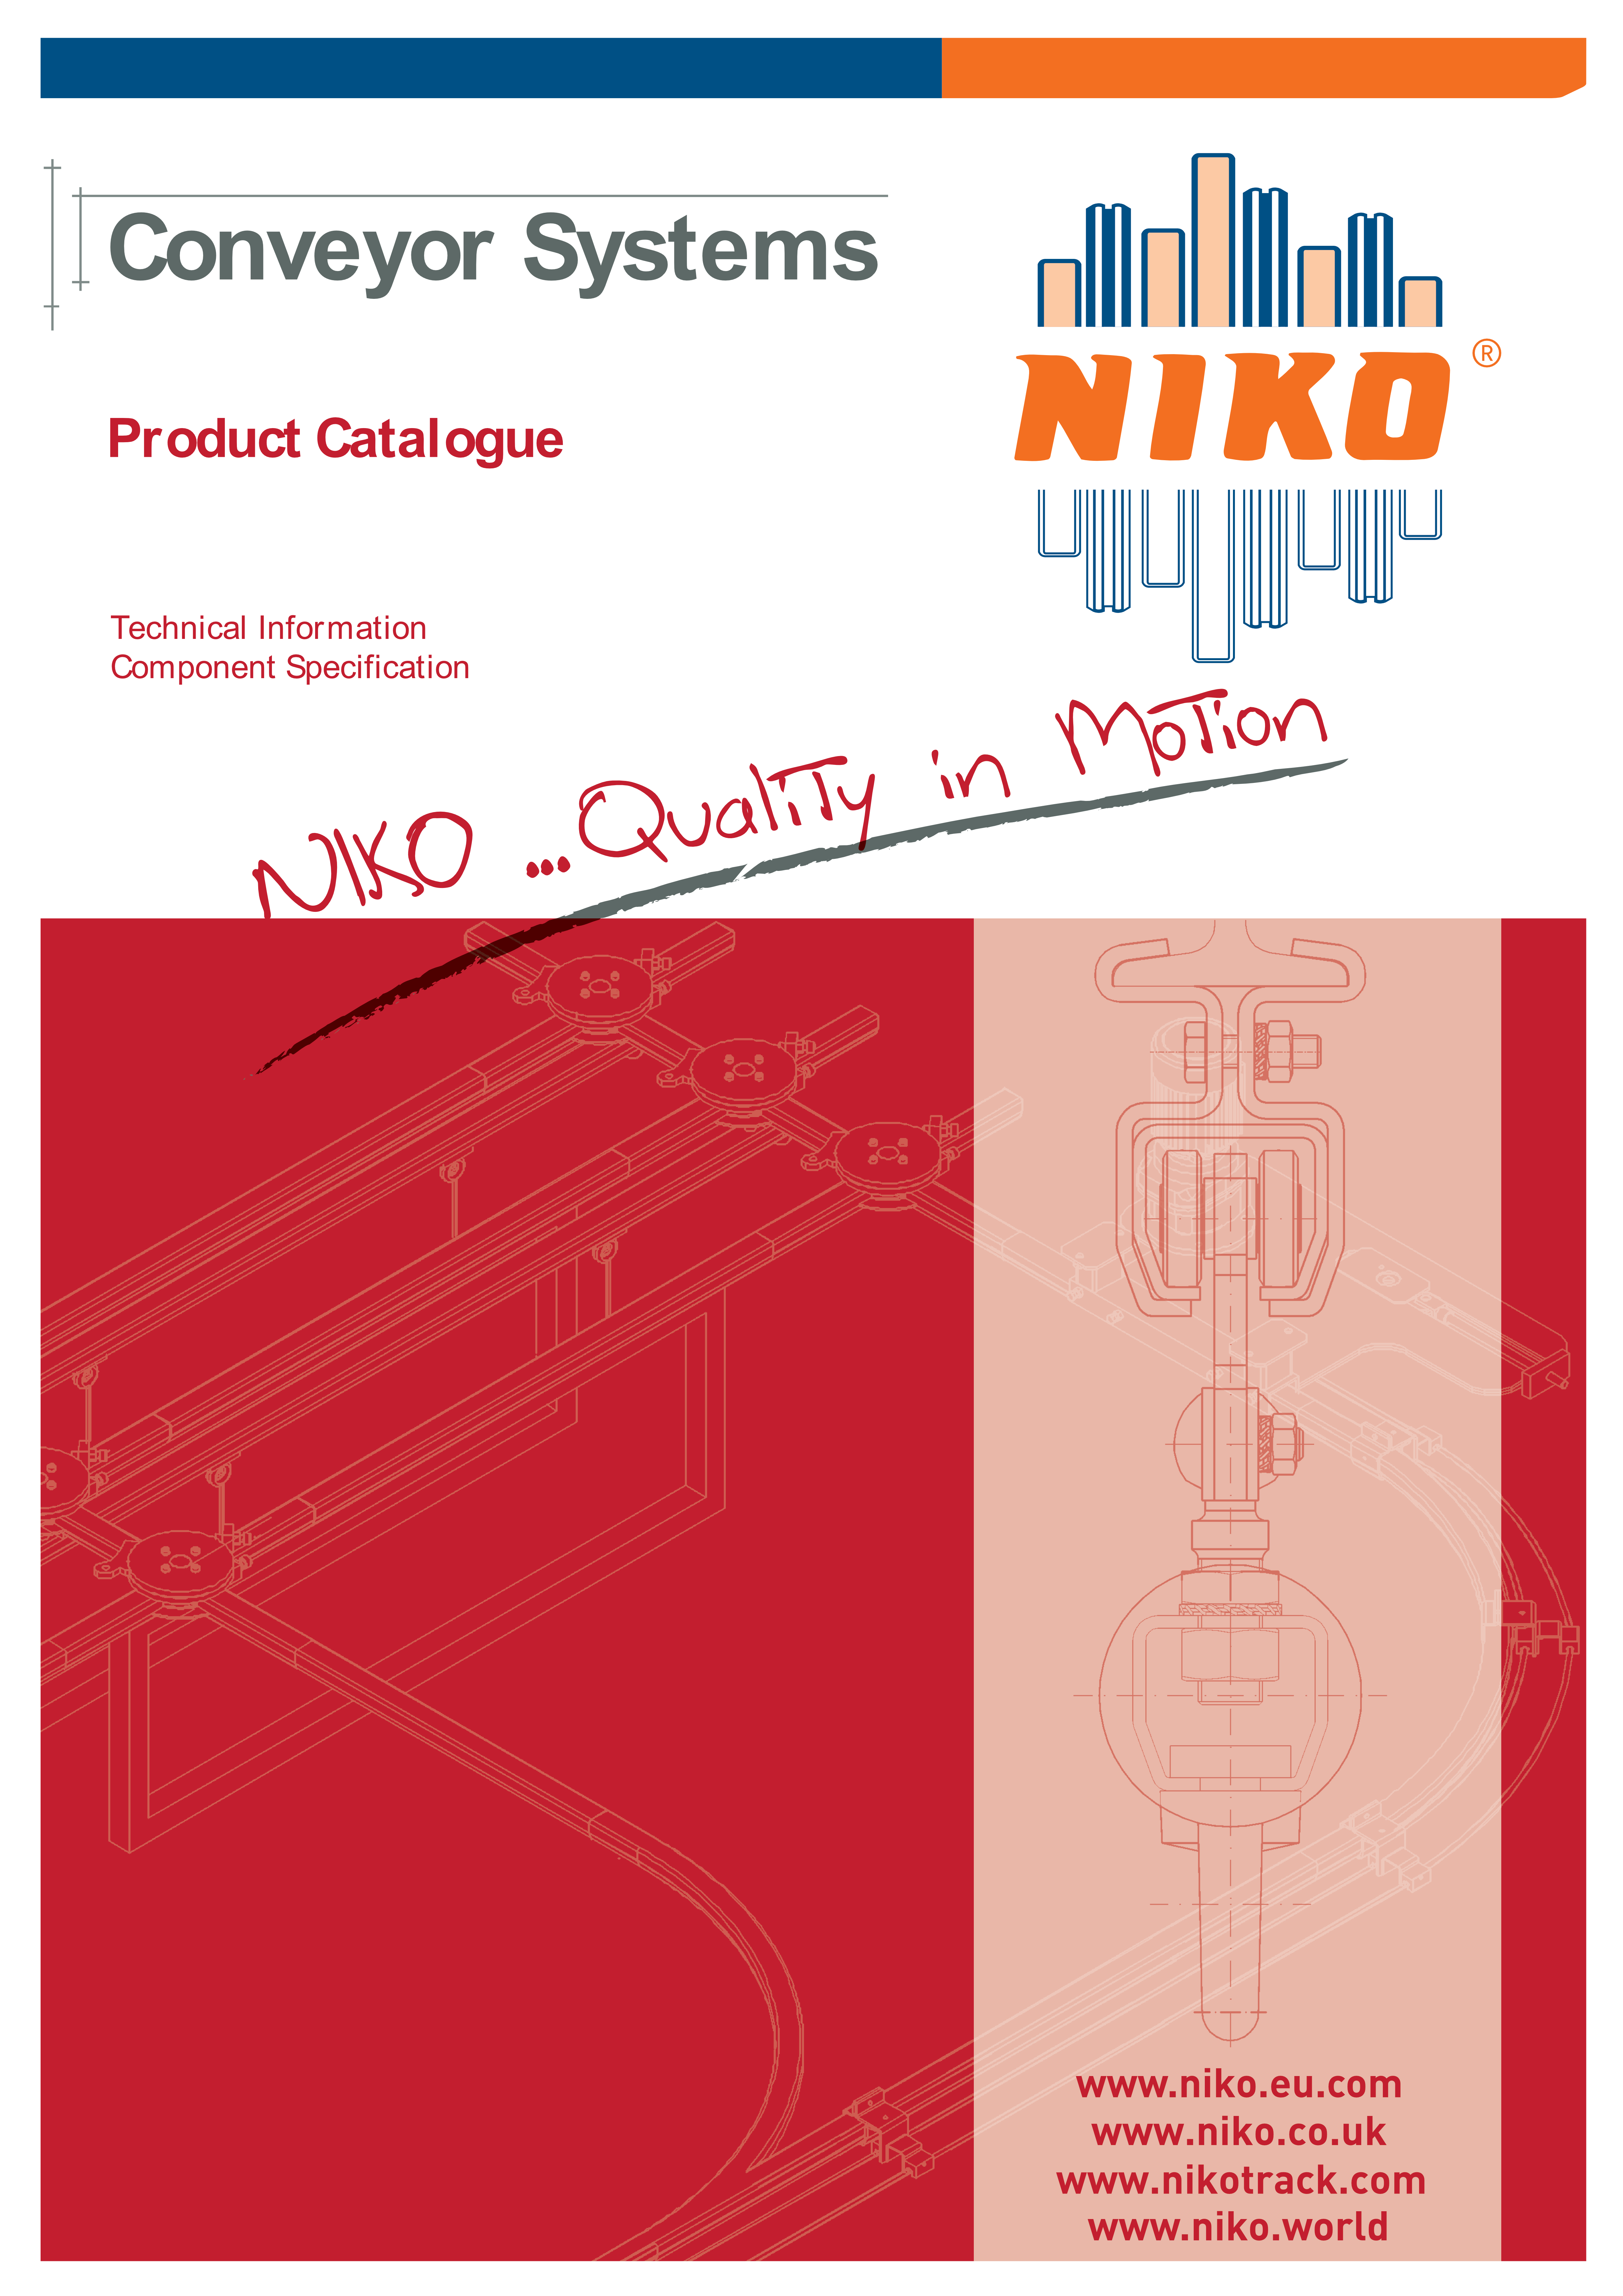 Conveyor Systems
NIKO ®
Product Catalogue
Technical Information
Component Specification
NIKO ...Quality in Motion
www.niko.eu.com
www.niko.co.uk
www.nikotrack.com
www.niko.world